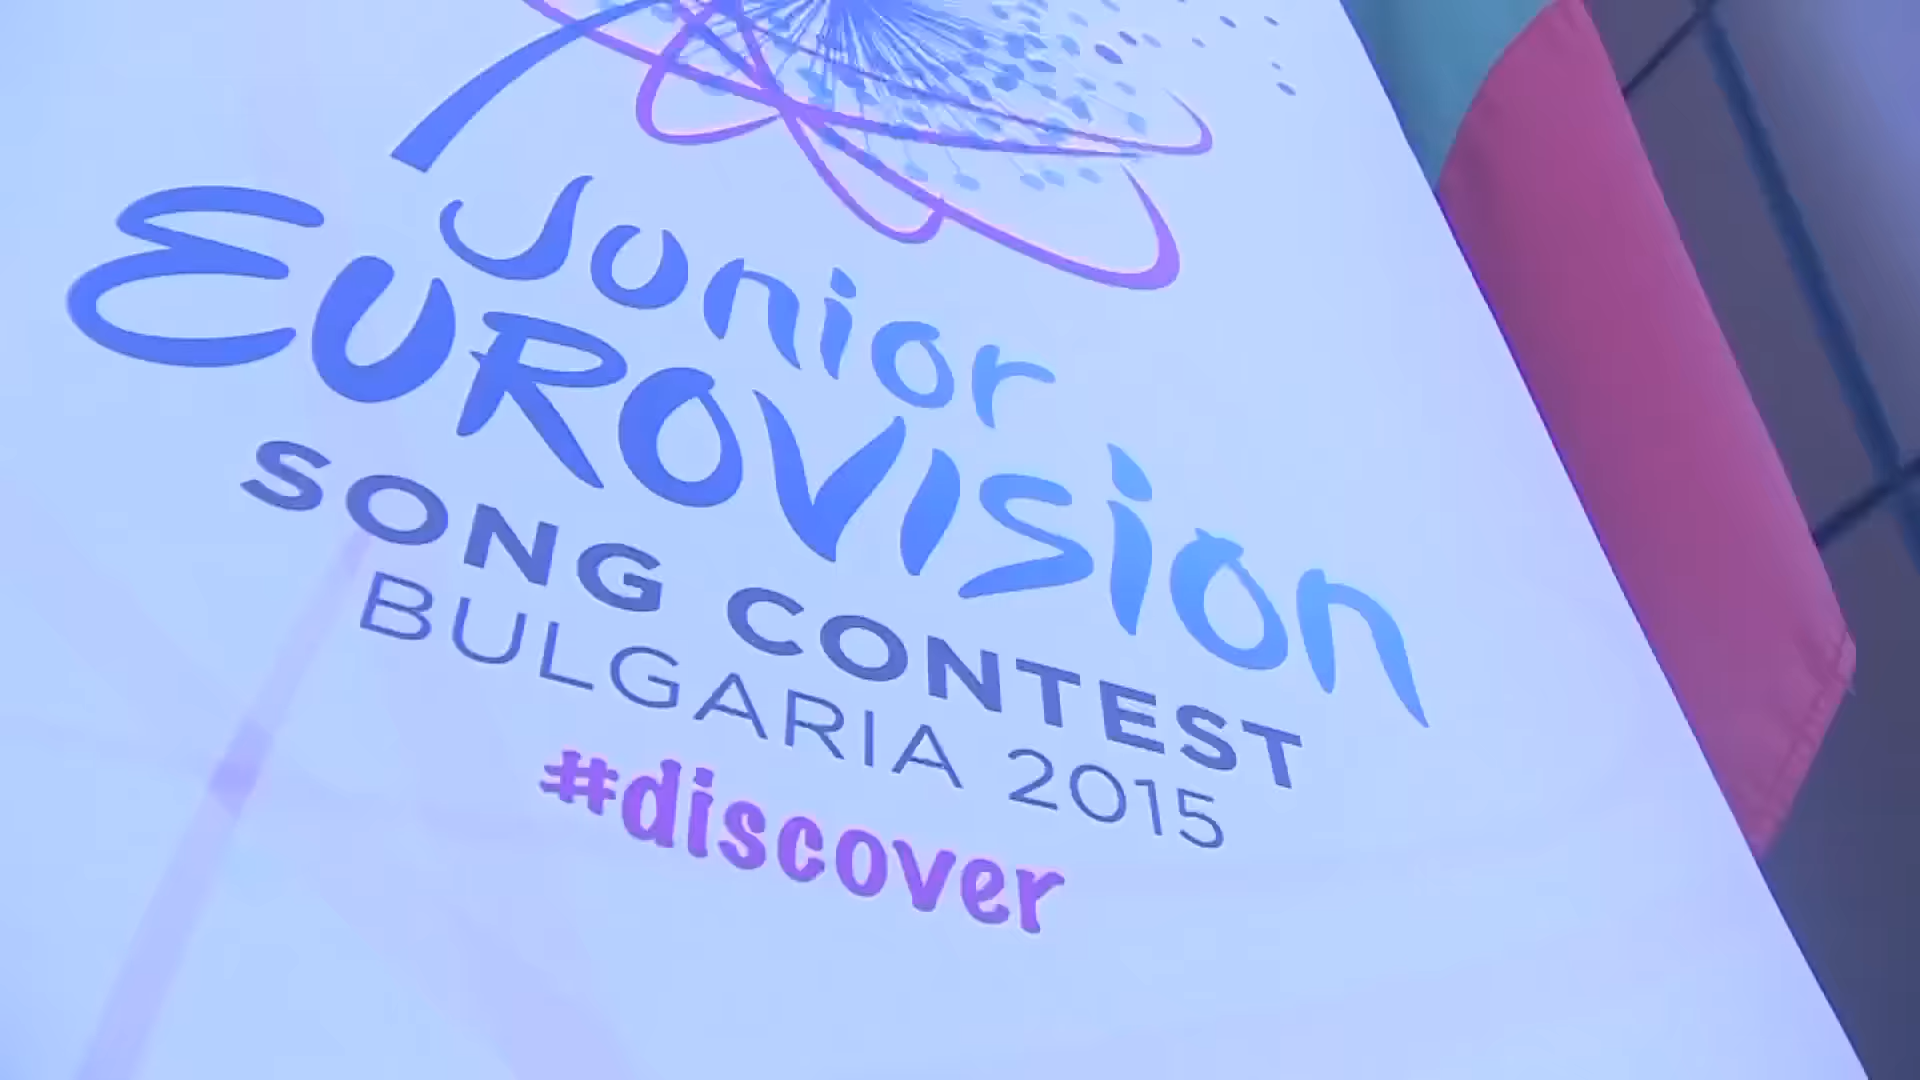 Junior
EUROVISION
SONG CONTEST
BULGARIA 2015
#discover